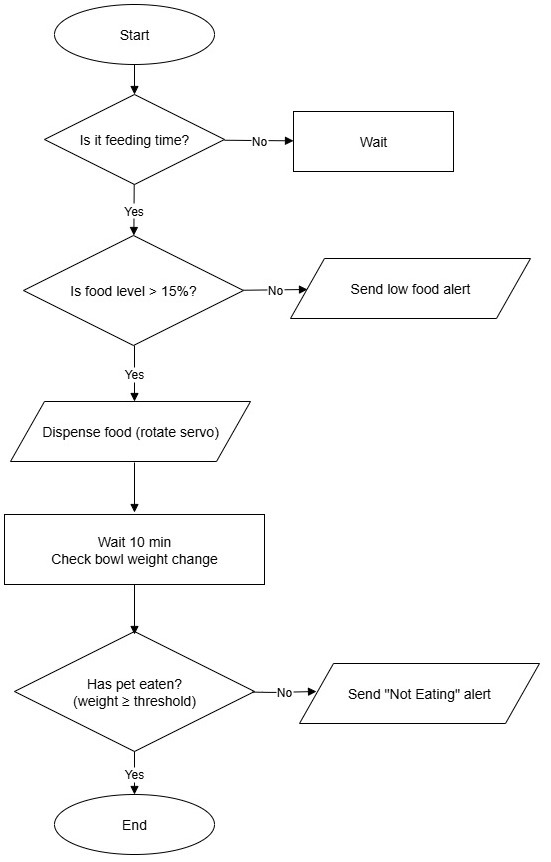 Start
Is it feeding time?
No
Wait
Yes
Is food level > 15%?
No
Send low food alert
Yes
Dispense food (rotate servo)
Wait 10 min
Check bowl weight change
Has pet eaten?
(weight ≥ threshold)
No
Send "Not Eating" alert
Yes
End